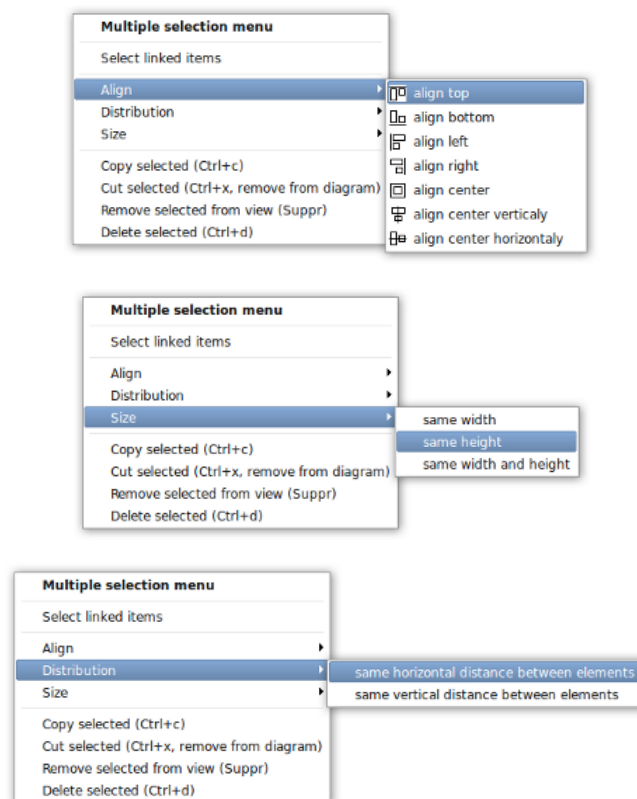 Multiple selection menu
Select linked items
Align
Distribution
Size
Copy selected (Ctrl+c)
Cut selected (Ctrl+x, remove from diagram)
Remove selected from view (Suppr)
Delete selected (Ctrl+d)
align top
align bottom
align left
align right
align center
align center verticaly
align center horizontaly
Multiple selection menu
Select linked items
Align
Distribution
Size
Copy selected (Ctrl+c)
Cut selected (Ctrl+x, remove from diagram)
Remove selected from view (Suppr)
Delete selected (Ctrl+d)
same width
same height
same width and height
Multiple selection menu
Select linked items
Align
Distribution
Size
Copy selected (Ctrl+c)
Cut selected (Ctrl+x, remove from diagram)
Remove selected from view (Suppr)
Delete selected (Ctrl+d)
same horizontal distance between elements
same vertical distance between elements